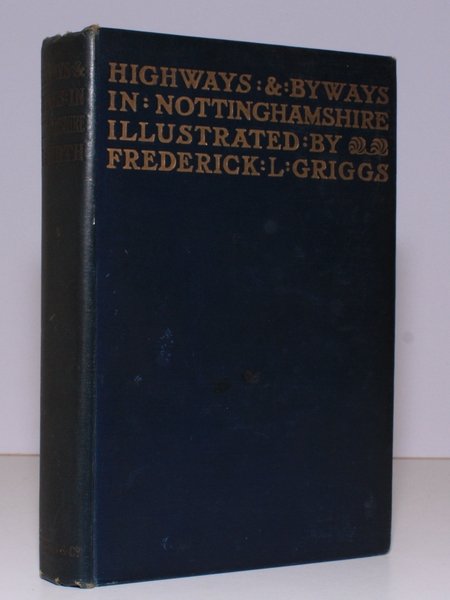 HIGHWAYS : & : BYWAYS
IN : NOTTINGHAMSHIRE
ILLUSTRATED : BY
FREDERICK : L : GRIGGS